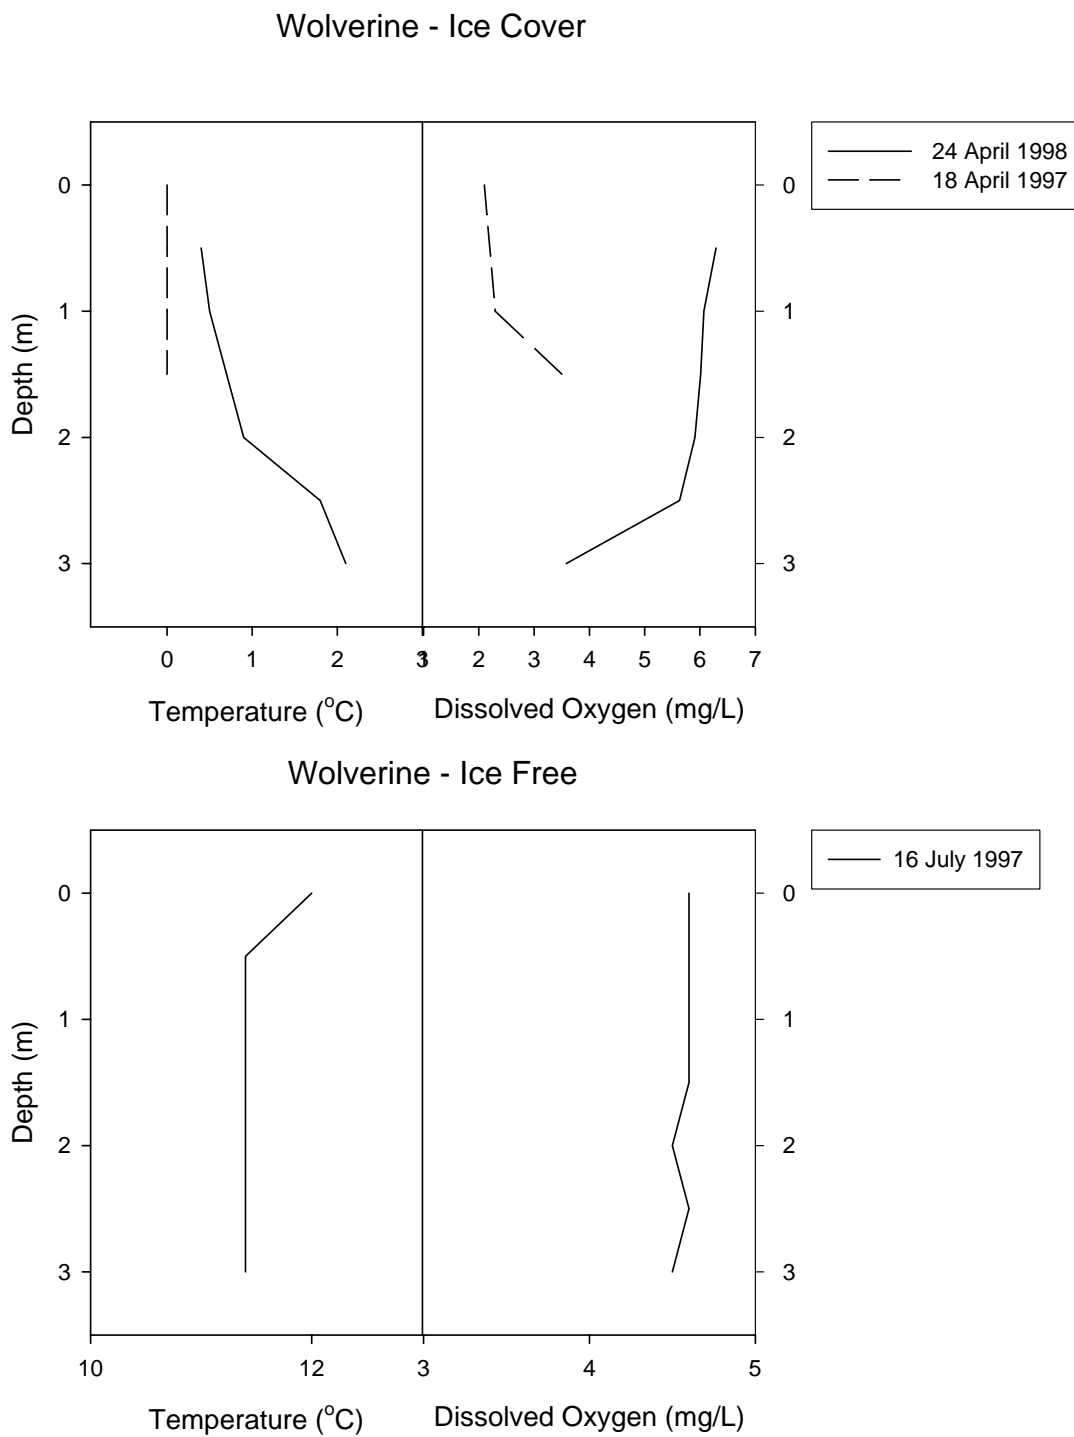 Wolverine - Ice Cover
24 April 1998
18 April 1997
0
1
2
3
Depth (m)
0
1
2
3
0 1 2 3
1 2 3 4 5 6 7
Temperature (oC)
Dissolved Oxygen (mg/L)
Wolverine - Ice Free
16 July 1997
0
1
2
3
Depth (m)
0
1
2
3
10 12
3 4 5
Temperature (oC)
Dissolved Oxygen (mg/L)